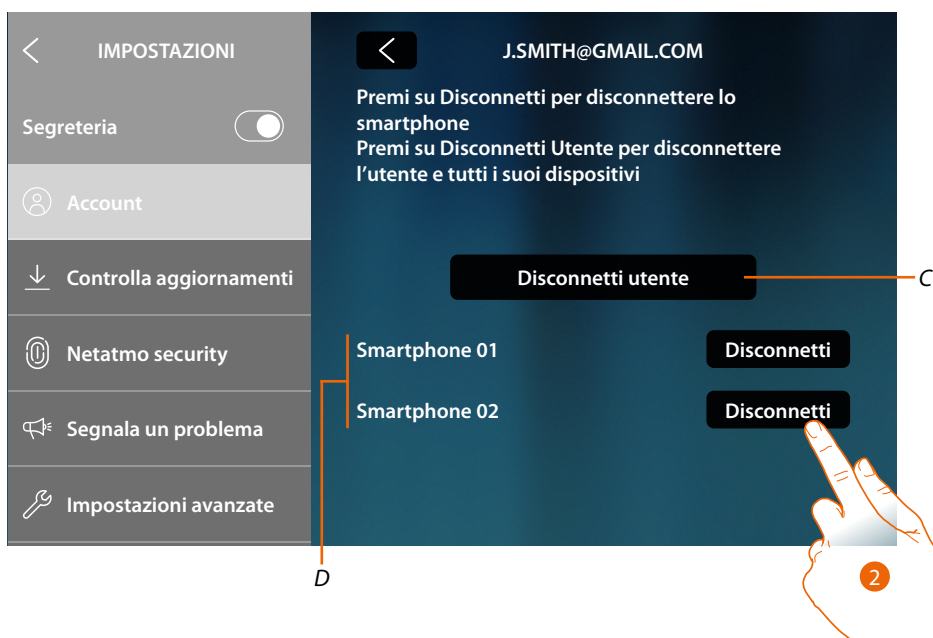 IMPOSTAZIONI
Segreteria
Account
Controlla aggiornamenti
Netatmo security
Segnala un problema
Impostazioni avanzate
J.SMITH@GMAIL.COM
Premi su Disconnetti per disconnettere lo
smartphone
Premi su Disconnetti Utente per disconnettere
l'utente e tutti i suoi dispositivi
Disconnetti utente
C
Smartphone 01 Disconnetti
Smartphone 02 Disconnetti
D
2